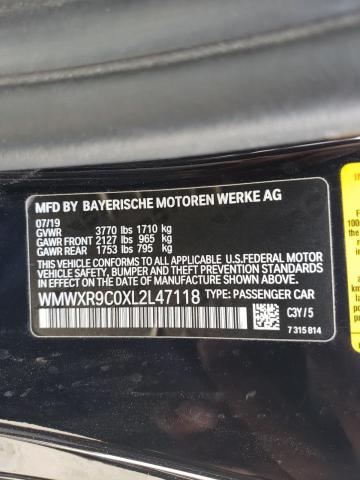 MFD BY BAYERISCHE MOTOREN WERKE AG
07/19
GVWR 3770 lbs 1710 kg
GAWR FRONT 2127 lbs 965 kg
GAWR REAR 1753 lbs 795 kg
THIS VEHICLE CONFORMS TO ALL APPLICABLE U.S.FEDERAL MOTOR
VEHICLE SAFETY, BUMPER, AND THEFT PREVENTION STANDARDS
IN EFFECT ON THE DATE OF MANUFACTURE SHOWN ABOVE.
WMWXR9C0XL2L47118 TYPE: PASSENGER CAR
C3Y / 5
7 315 814